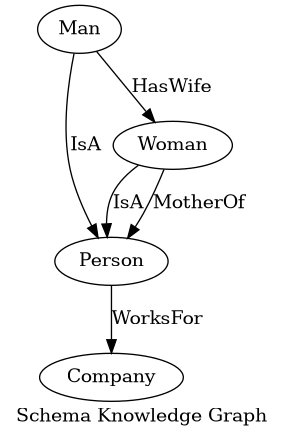 Man
HasWife
IsA
Woman
IsA
MotherOf
Person
WorksFor
Company
Schema Knowledge Graph